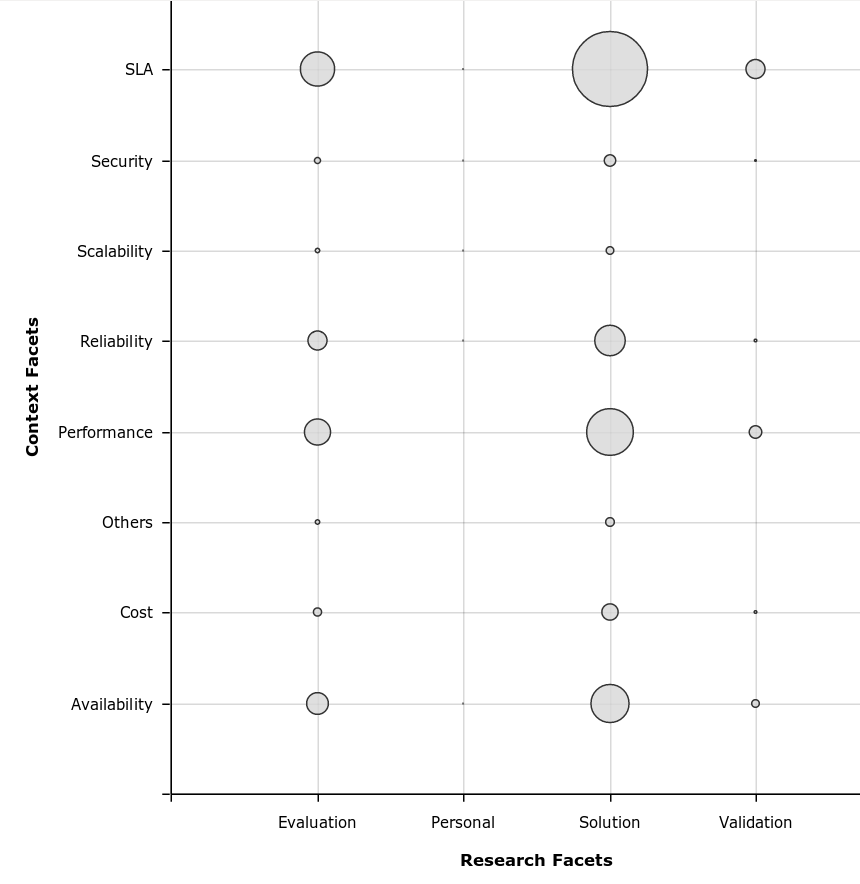 SLA
Security
Scalability
Reliability
Performance
Others
Cost
Availability
Context Facets
Evaluation Personal Solution Validation
Research Facets